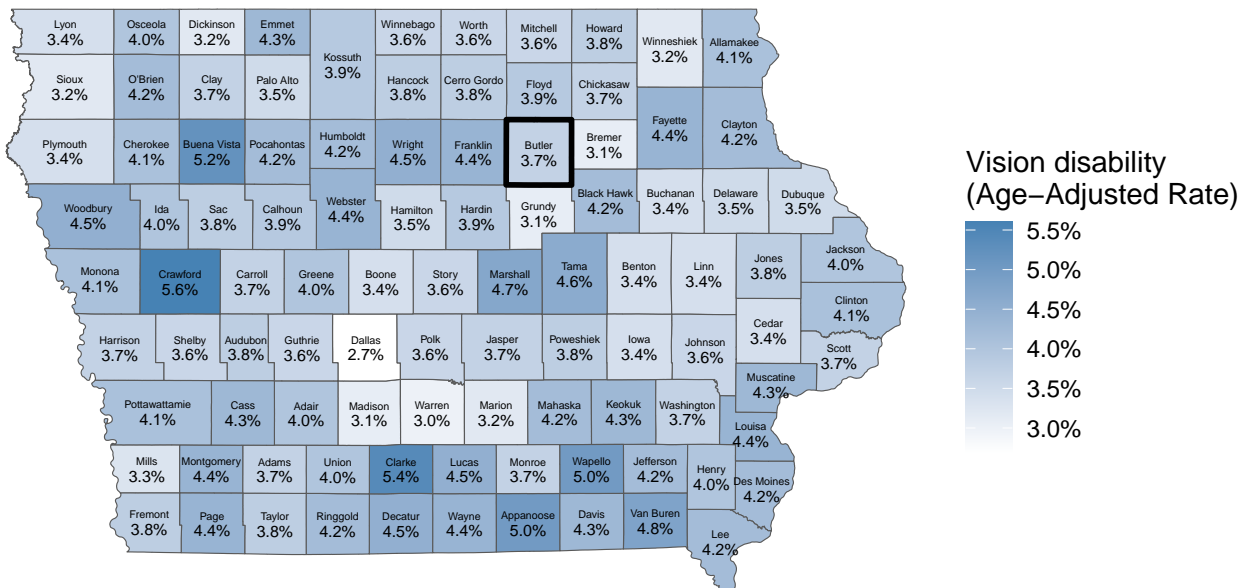 Lyon
3.4%
Osceola
4.0%
Dickinson
3.2%
Emmet
4.3%
Kossuth
3.9%
Winnebago
3.6%
Worth
3.6%
Mitchell
3.6%
Howard
3.8%
Winneshiek
3.2%
Allamakee
4.1%
Sioux
3.2%
O'Brien
4.2%
Clay
3.7%
Palo Alto
3.5%
Hancock
3.8%
Cerro Gordo
3.8%
Floyd
3.9%
Chickasaw
3.7%
Fayette
4.4%
Clayton
4.2%
Plymouth
3.4%
Cherokee
4.1%
Buena Vista
5.2%
Pocahontas
4.2%
Humboldt
4.2%
Wright
4.5%
Franklin
4.4%
Butler
3.7%
Bremer
3.1%
Woodbury
4.5%
Ida
4.0%
Sac
3.8%
Calhoun
3.9%
Webster
4.4%
Hamilton
3.5%
Hardin
3.9%
Grundy
3.1%
Black Hawk
4.2%
Buchanan
3.4%
Delaware
3.5%
Dubuque
3.5%
Monona
4.1%
Crawford
5.6%
Carroll
3.7%
Greene
4.0%
Boone
3.4%
Story
3.6%
Marshall
4.7%
Tama
4.6%
Benton
3.4%
Linn
3.4%
Jones
3.8%
Jackson
4.0%
Clinton
4.1%
Harrison
3.7%
Shelby
3.6%
Audubon
3.8%
Guthrie
3.6%
Dallas
2.7%
Polk
3.6%
Jasper
3.7%
Poweshiek
3.8%
Iowa
3.4%
Johnson
3.6%
Cedar
3.4%
Scott
3.7%
Muscatine
4.3%
Pottawattamie
4.1%
Cass
4.3%
Adair
4.0%
Madison
3.1%
Warren
3.0%
Marion
3.2%
Mahaska
4.2%
Keokuk
4.3%
Washington
3.7%
Louisa
4.4%
Mills
3.3%
Montgomery
4.4%
Adams
3.7%
Union
4.0%
Clarke
5.4%
Lucas
4.5%
Monroe
3.7%
Wapello
5.0%
Jefferson
4.2%
Henry
4.0%
Des Moines
4.2%
Fremont
3.8%
Page
4.4%
Taylor
3.8%
Ringgold
4.2%
Decatur
4.5%
Wayne
4.4%
Appanoose
5.0%
Davis
4.3%
Van Buren
4.8%
Lee
4.2%
Vision disability
(Age−Adjusted Rate)
5.5%
5.0%
4.5%
4.0%
3.5%
3.0%